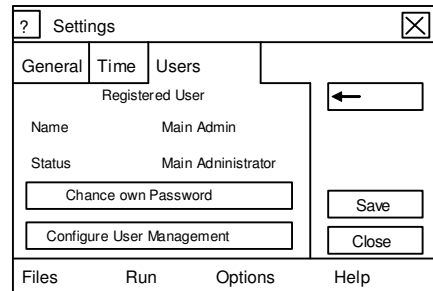 ? Settings
General Time Users
Registered User
Name Main Admin
Status Main Adninistrator
Chance own Password
Configure User Management
Save
Close
Files Run Options Help